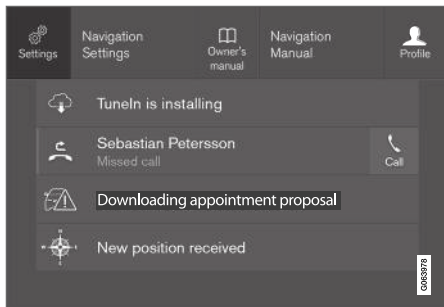 Settings
Navigation
Settings
Owner's
manual
Navigation
Manual
Profile
TuneIn is installing
Sebastian Petersson
Missed call
Call
Downloading appointment proposal
New position received
G063978